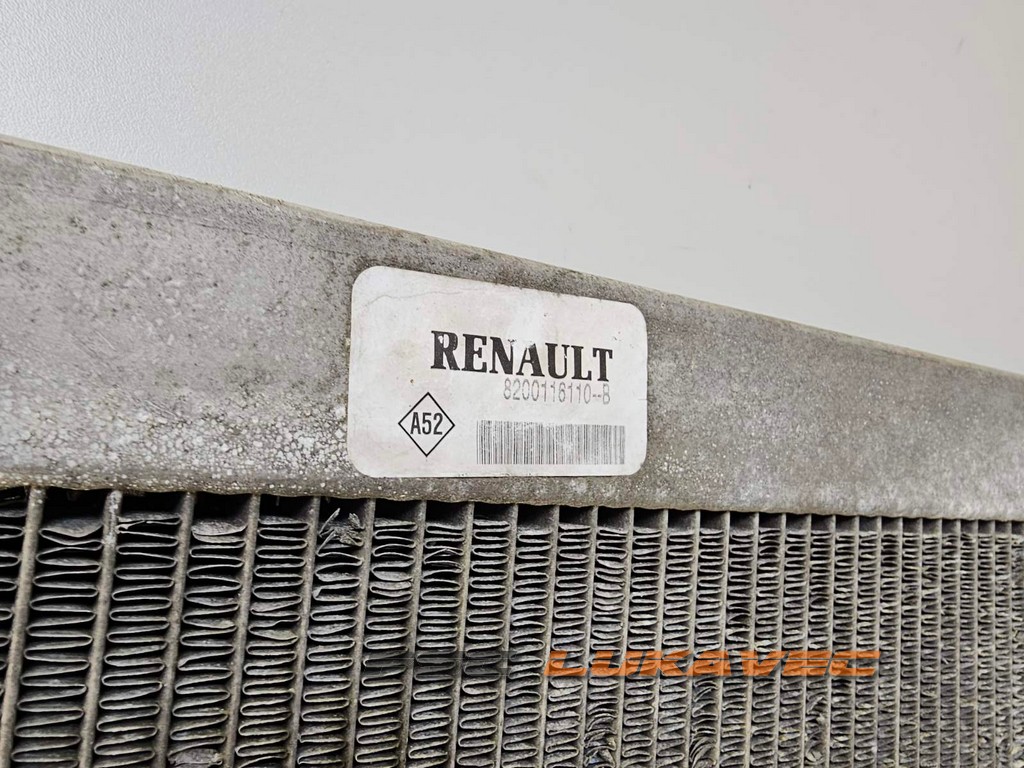 RENAULT
8200116110--B
A52
LUKAVEC